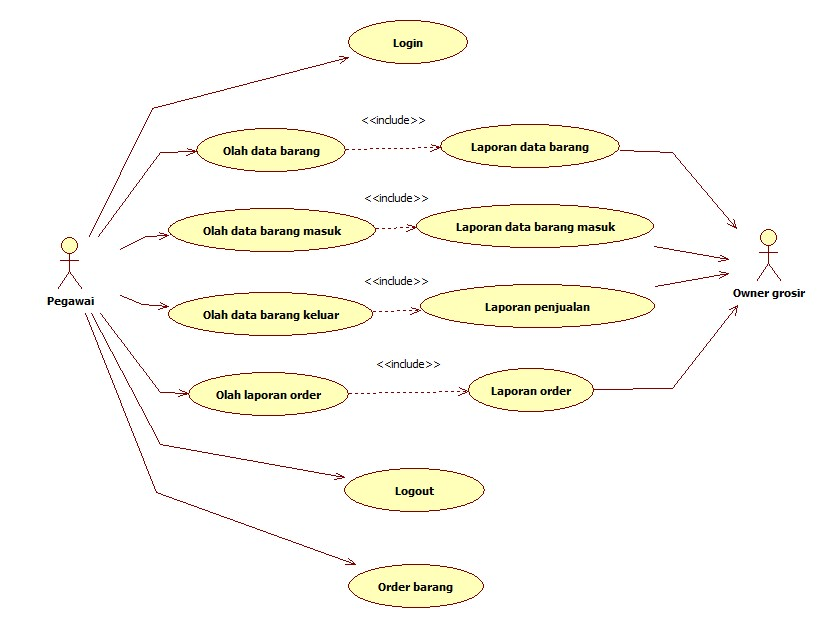 Login
<<include>>
Olah data barang
Laporan data barang
<<include>>
Olah data barang masuk
Laporan data barang masuk
Pegawai
Owner grosir
<<include>>
Olah data barang keluar
Laporan penjualan
<<include>>
Olah laporan order
Laporan order
Logout
Order barang